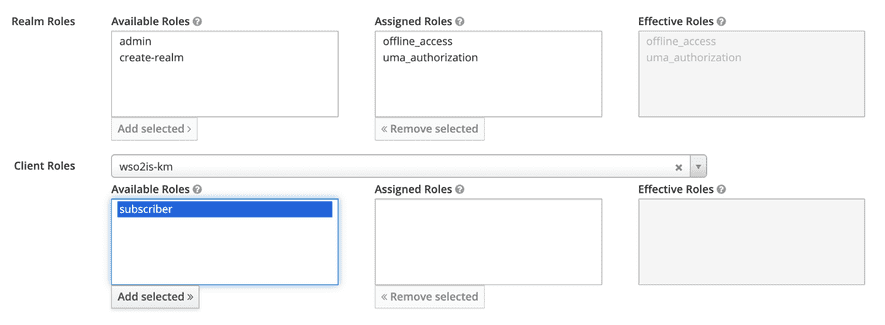 Realm Roles Available Roles Assigned Roles Effective Roles
admin offline_access offline_access
create-realm uma_authorization uma_authorization
Add selected › « Remove selected
Client Roles wso2is-km
Available Roles Assigned Roles Effective Roles
subscriber
Add selected » « Remove selected